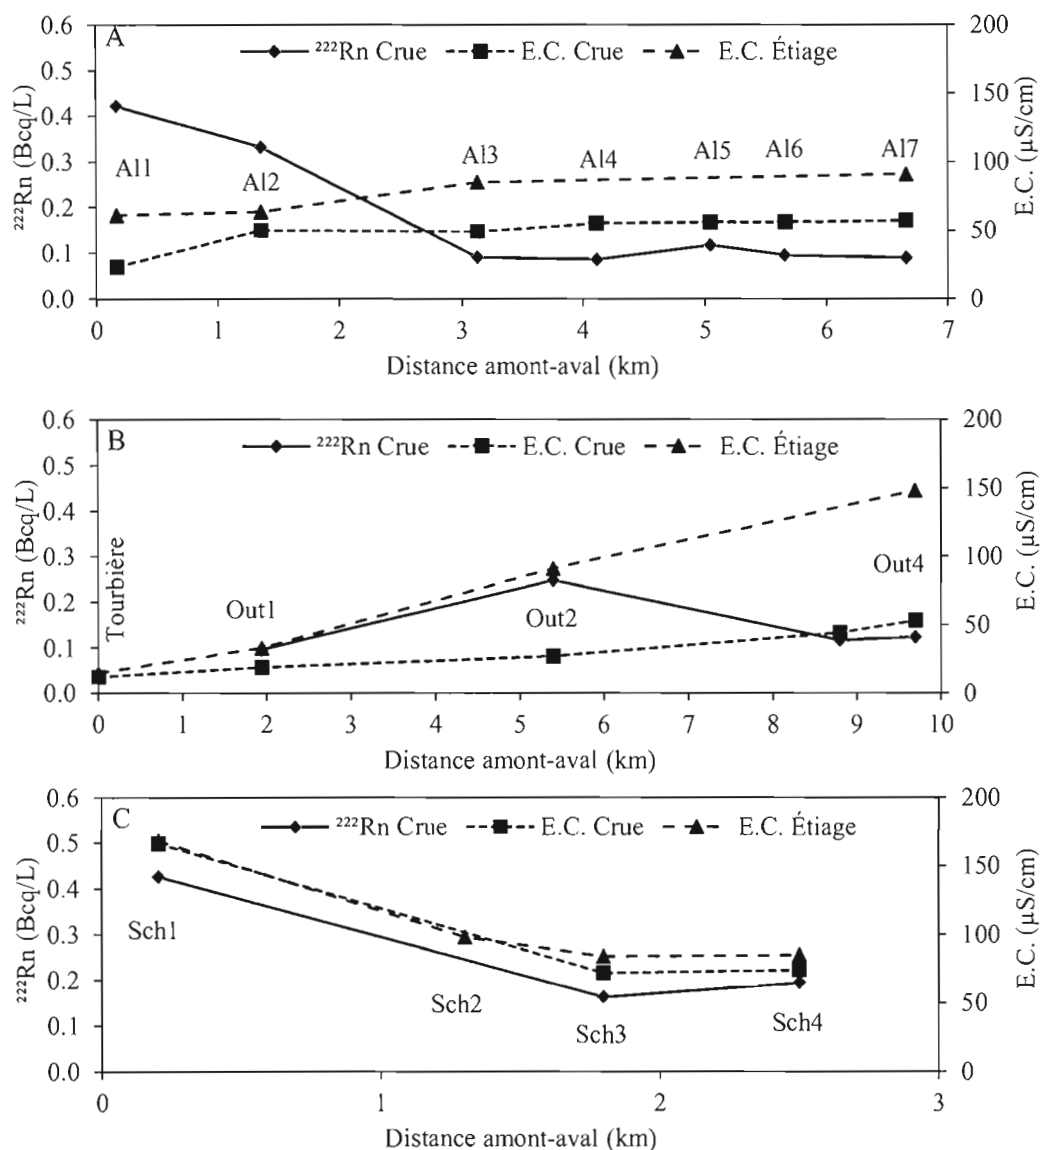 A
²²²Rn Crue E.C. Crue E.C. Étiage
0.6 0.5 0.4 0.3 0.2 0.1 0.0
²²²Rn (Bcq/L)
200 150 100 50 0
E.C. (µS/cm)
Al1 Al2 Al3 Al4 Al5 Al6 Al7
0 1 2 3 4 5 6 7
Distance amont-aval (km)
B
²²²Rn Crue E.C. Crue E.C. Étiage
0.6 0.5 0.4 0.3 0.2 0.1 0.0
²²²Rn (Bcq/L)
200 150 100 50 0
E.C. (µS/cm)
Tourbière Out1 Out2 Out4
0 1 2 3 4 5 6 7 8 9 10
Distance amont-aval (km)
C
²²²Rn Crue E.C. Crue E.C. Étiage
0.6 0.5 0.4 0.3 0.2 0.1 0.0
²²²Rn (Bcq/L)
200 150 100 50 0
E.C. (µS/cm)
Sch1 Sch2 Sch3 Sch4
0 1 2 3
Distance amont-aval (km)